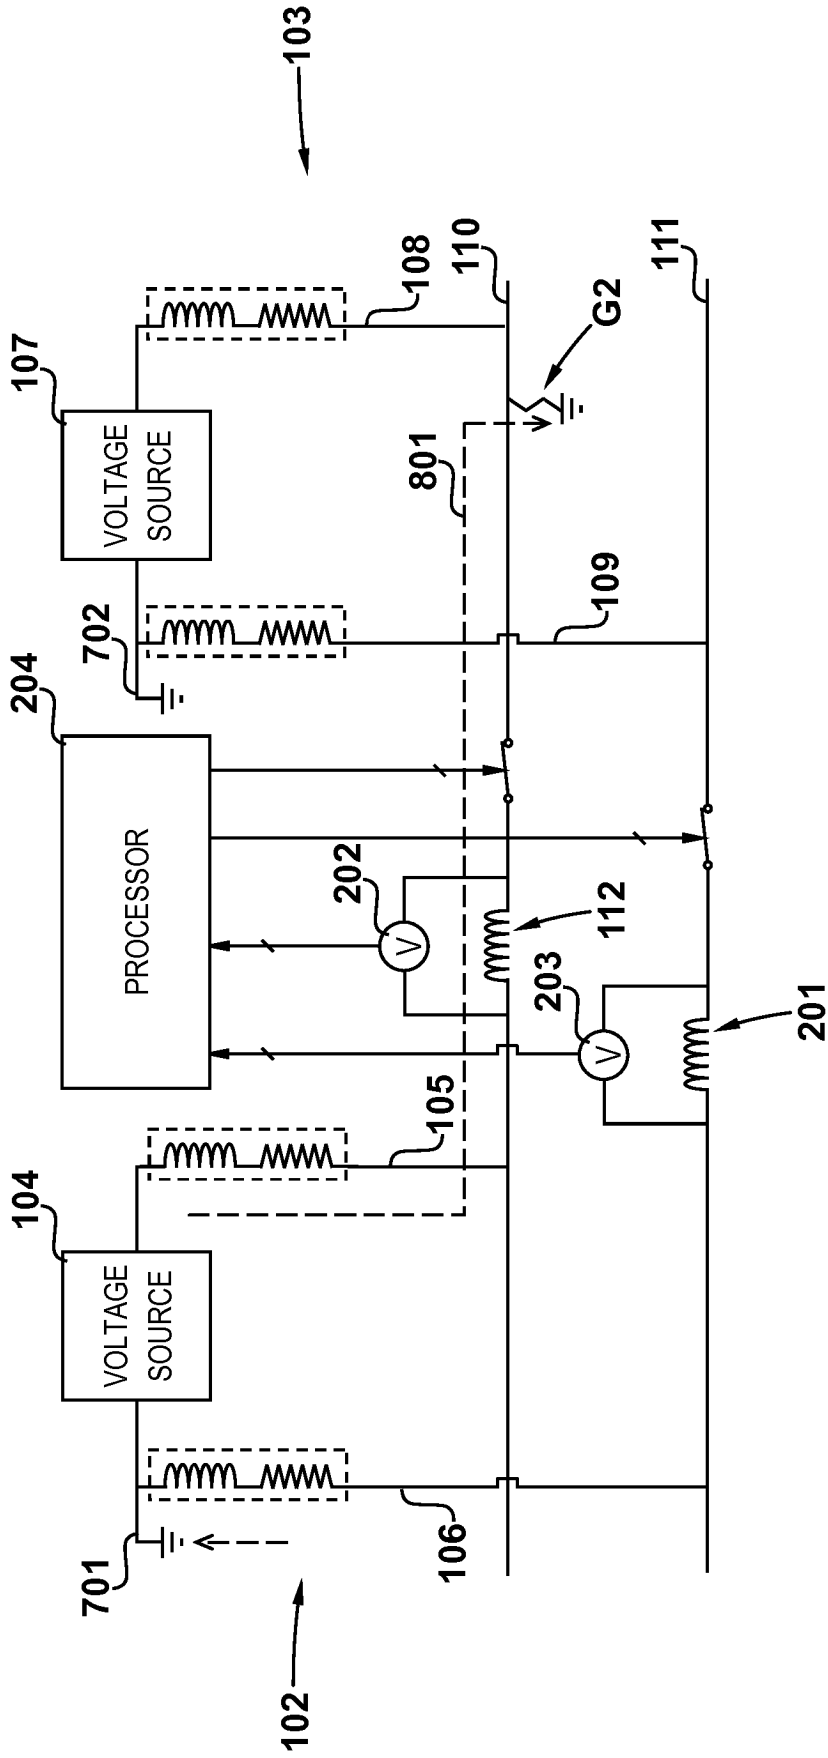 103
107
VOLTAGE
SOURCE
108
110
111
G2
702
801
109
204
PROCESSOR
202
112
203
201
104
VOLTAGE
SOURCE
105
701
106
102
V
V